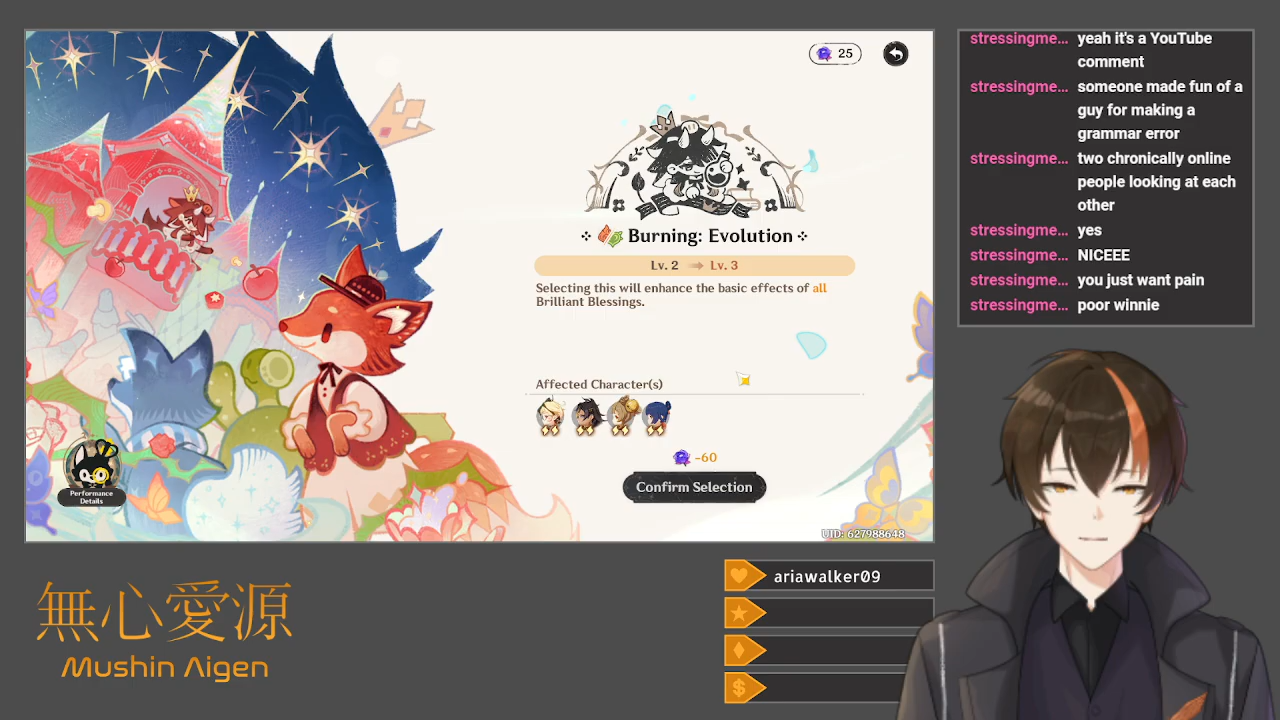 25
Burning: Evolution
Lv. 2 Lv. 3
Selecting this will enhance the basic effects of all
Brilliant Blessings.
Affected Character(s)
-60
Confirm Selection
Performance
Details
UID: 627988648
stressingme... yeah it's a YouTube
comment
stressingme... someone made fun of a
guy for making a
grammar error
stressingme... two chronically online
people looking at each
other
stressingme... yes
stressingme... NICEEE
stressingme... you just want pain
stressingme... poor winnie
無心愛源
Mushin Aigen
ariawalker09
$